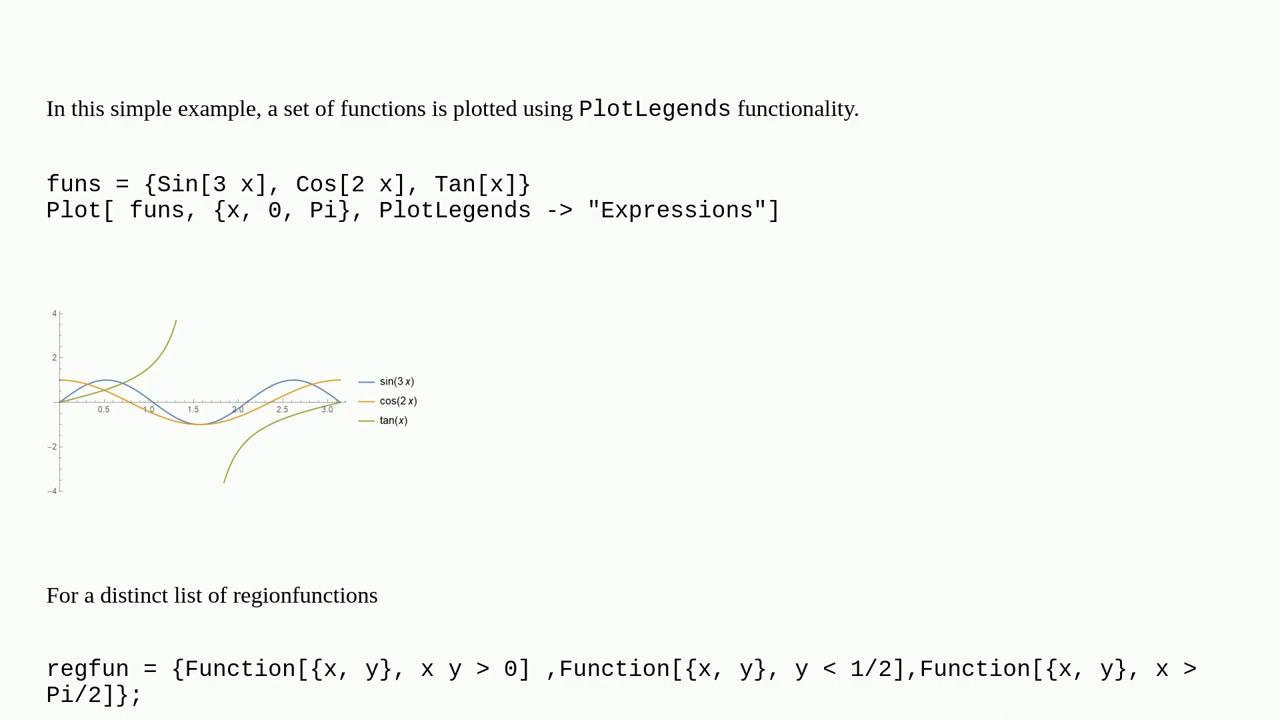 In this simple example, a set of functions is plotted using PlotLegends functionality.
funs = {Sin[3 x], Cos[2 x], Tan[x]}
Plot[ funs, {x, 0, Pi}, PlotLegends -> "Expressions"]
4
2
−2
−4
0.5 1.0 1.5 2.0 2.5 3.0
sin(3 x)
cos(2 x)
tan(x)
For a distinct list of regionfunctions
regfun = {Function[{x, y}, x y > 0] ,Function[{x, y}, y < 1/2],Function[{x, y}, x >
Pi/2]};